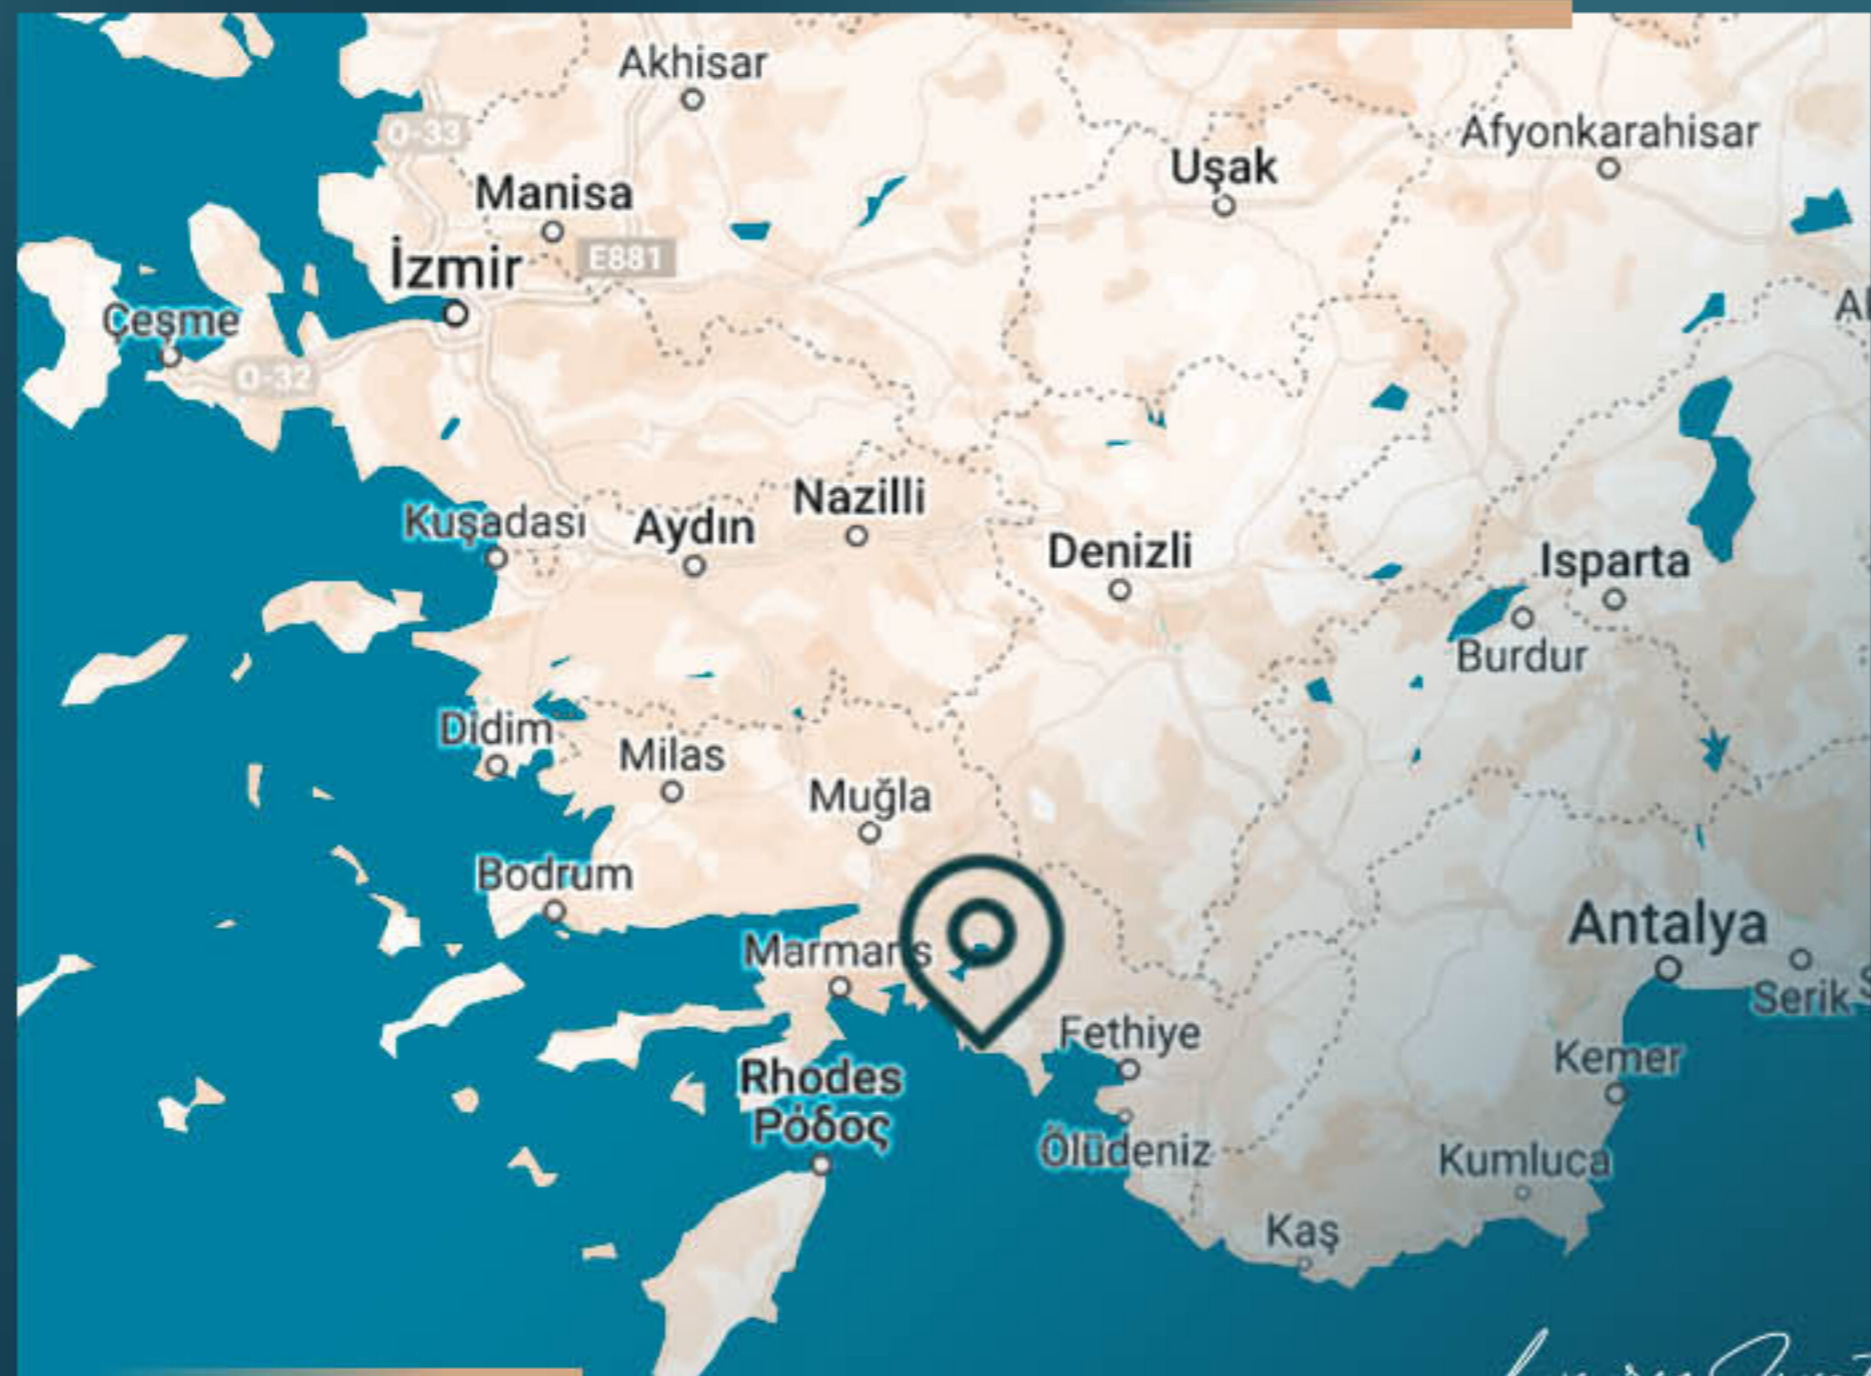 Akhisar
O-33
Afyonkarahisar
Uşak
Manisa
E881
İzmir
Çeşme
O-32
Nazilli
Kuşadası
Aydın
Denizli
Isparta
Burdur
Didim
Milas
Muğla
Bodrum
Antalya
Marmaris
Serik
Fethiye
Kemer
Rhodes
Ρόδος
Ölüdeniz
Kumluca
Kaş